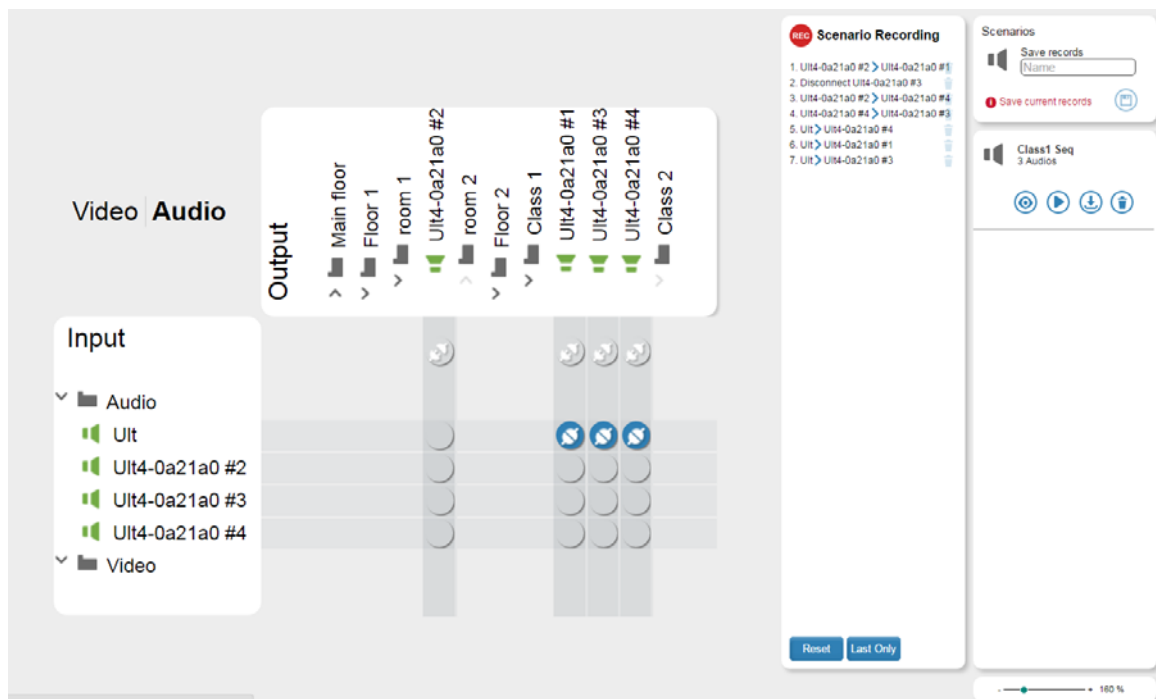 Video Audio
Output
Main floor
Floor 1
room 1
Ult4-0a21a0 #2
room 2
Floor 2
Class 1
Ult4-0a21a0 #1
Ult4-0a21a0 #3
Ult4-0a21a0 #4
Class 2
Input
Audio
Ult
Ult4-0a21a0 #2
Ult4-0a21a0 #3
Ult4-0a21a0 #4
Video
REC Scenario Recording
1. Ult4-0a21a0 #2 > Ult4-0a21a0 #1
2. Disconnect Ult4-0a21a0 #3
3. Ult4-0a21a0 #2 > Ult4-0a21a0 #4
4. Ult4-0a21a0 #4 > Ult4-0a21a0 #3
5. Ult > Ult4-0a21a0 #4
6. Ult > Ult4-0a21a0 #1
7. Ult > Ult4-0a21a0 #3
Reset Last Only
Scenarios
Save records
Name
Save current records
Class1 Seq
3 Audios
- + 160 %